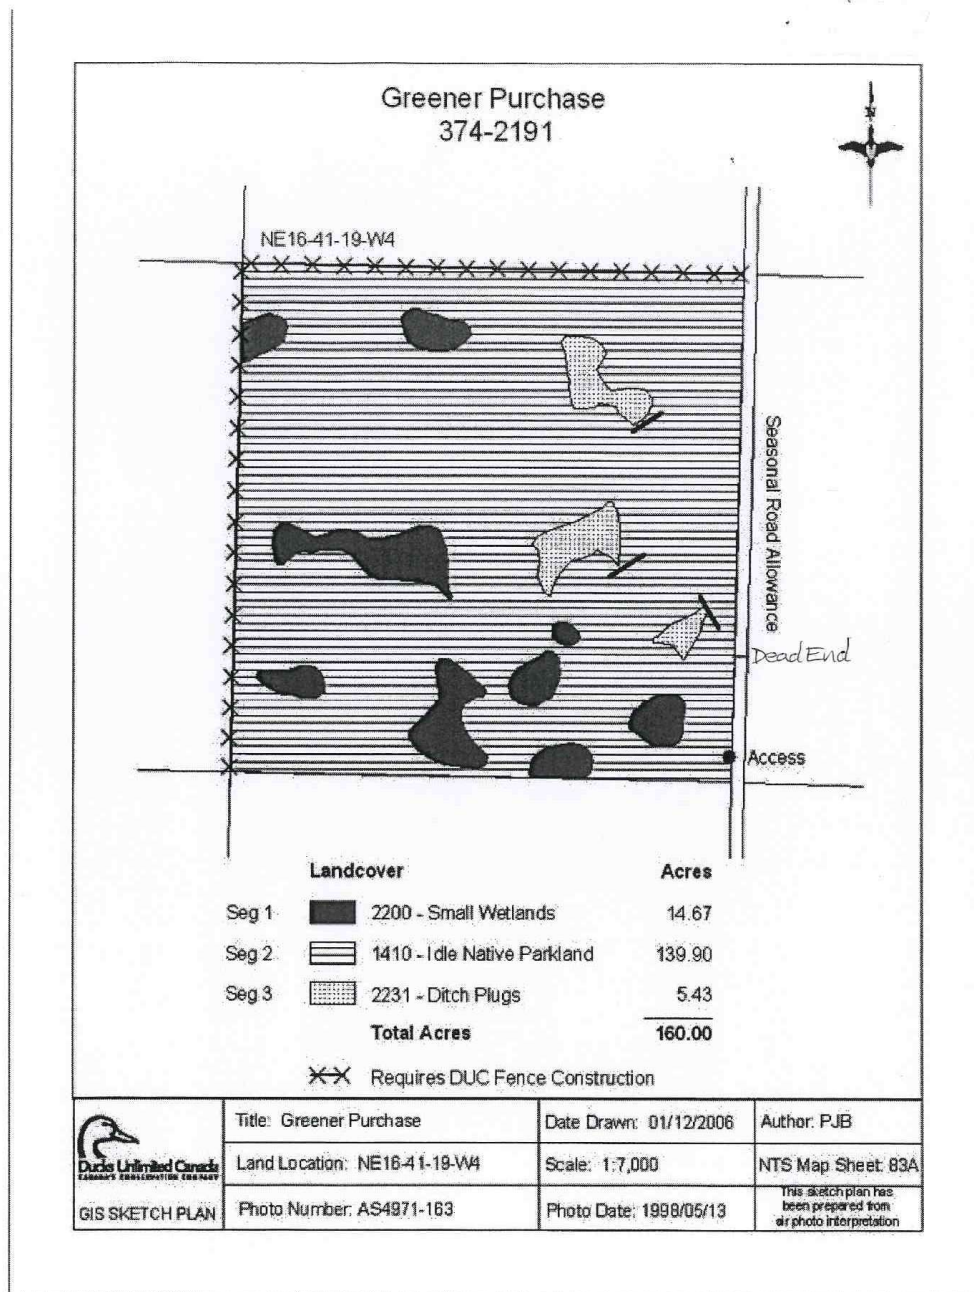 Greener Purchase
374-2191
N
NE16-41-19-W4
Seasonal Road Allowance
Dead End
Access
Landcover Acres
Seg 1 2200 - Small Wetlands 14.67
Seg 2 1410 - Idle Native Parkland 139.90
Seg 3 2231 - Ditch Plugs 5.43
Total Acres 160.00
Requires DUC Fence Construction
Ducks Unlimited Canada
CANADA'S CONSERVATION COMPANY
GIS SKETCH PLAN
Title: Greener Purchase
Date Drawn: 01/12/2006
Author: PJB
Land Location: NE16-41-19-W4
Scale: 1:7,000
NTS Map Sheet: 83A
Photo Number: AS4971-163
Photo Date: 1998/05/13
This sketch plan has
been prepared from
air photo interpretation